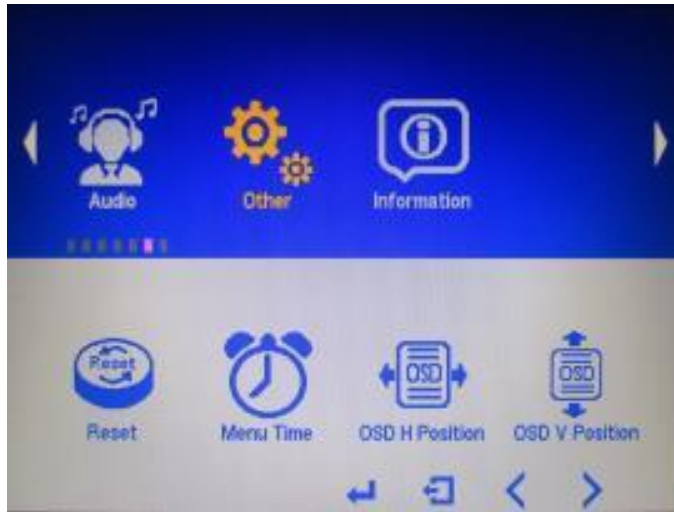 Audio
Other
Information
Reset
Reset
Menu Time
OSD
OSD H Position
OSD
OSD V Position